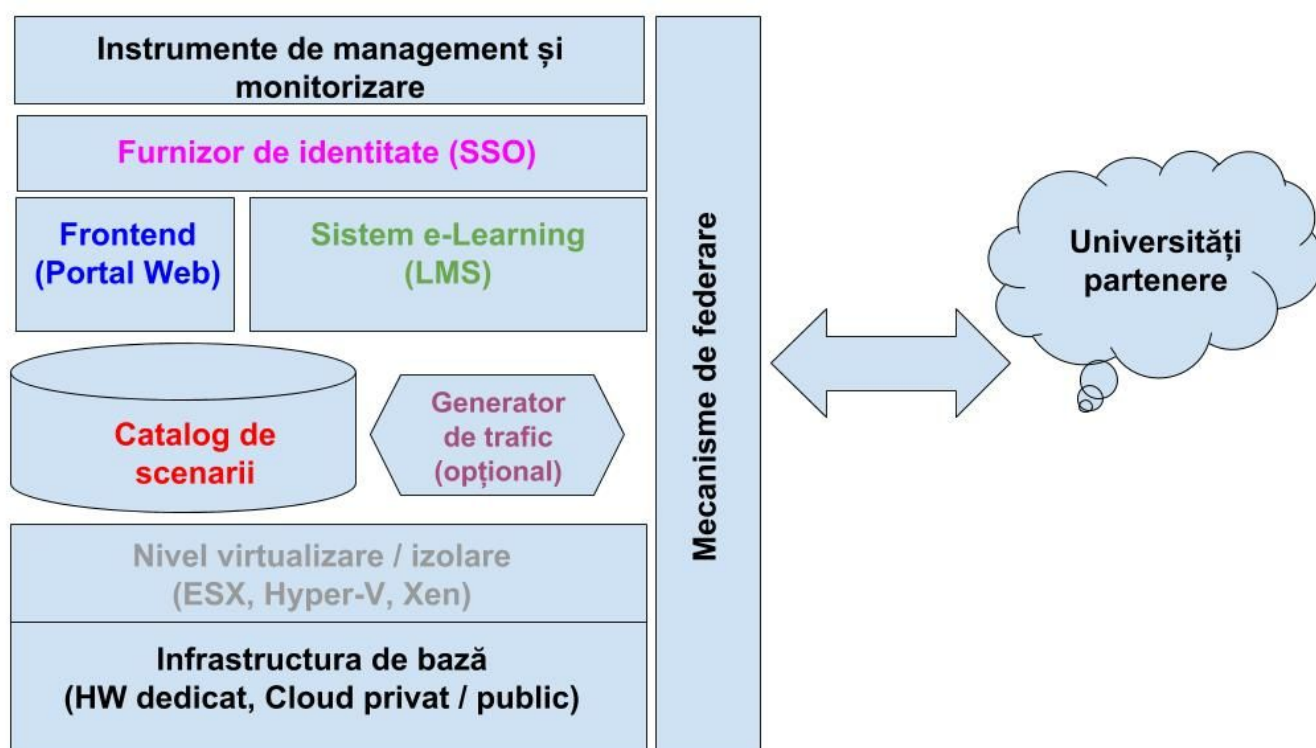 Instrumente de management și
monitorizare
Furnizor de identitate (SSO)
Frontend
(Portal Web)
Sistem e-Learning
(LMS)
Catalog de
scenarii
Generator
de trafic
(opțional)
Nivel virtualizare / izolare
(ESX, Hyper-V, Xen)
Infrastructura de bază
(HW dedicat, Cloud privat / public)
Mecanisme de federare
Universități
partenere